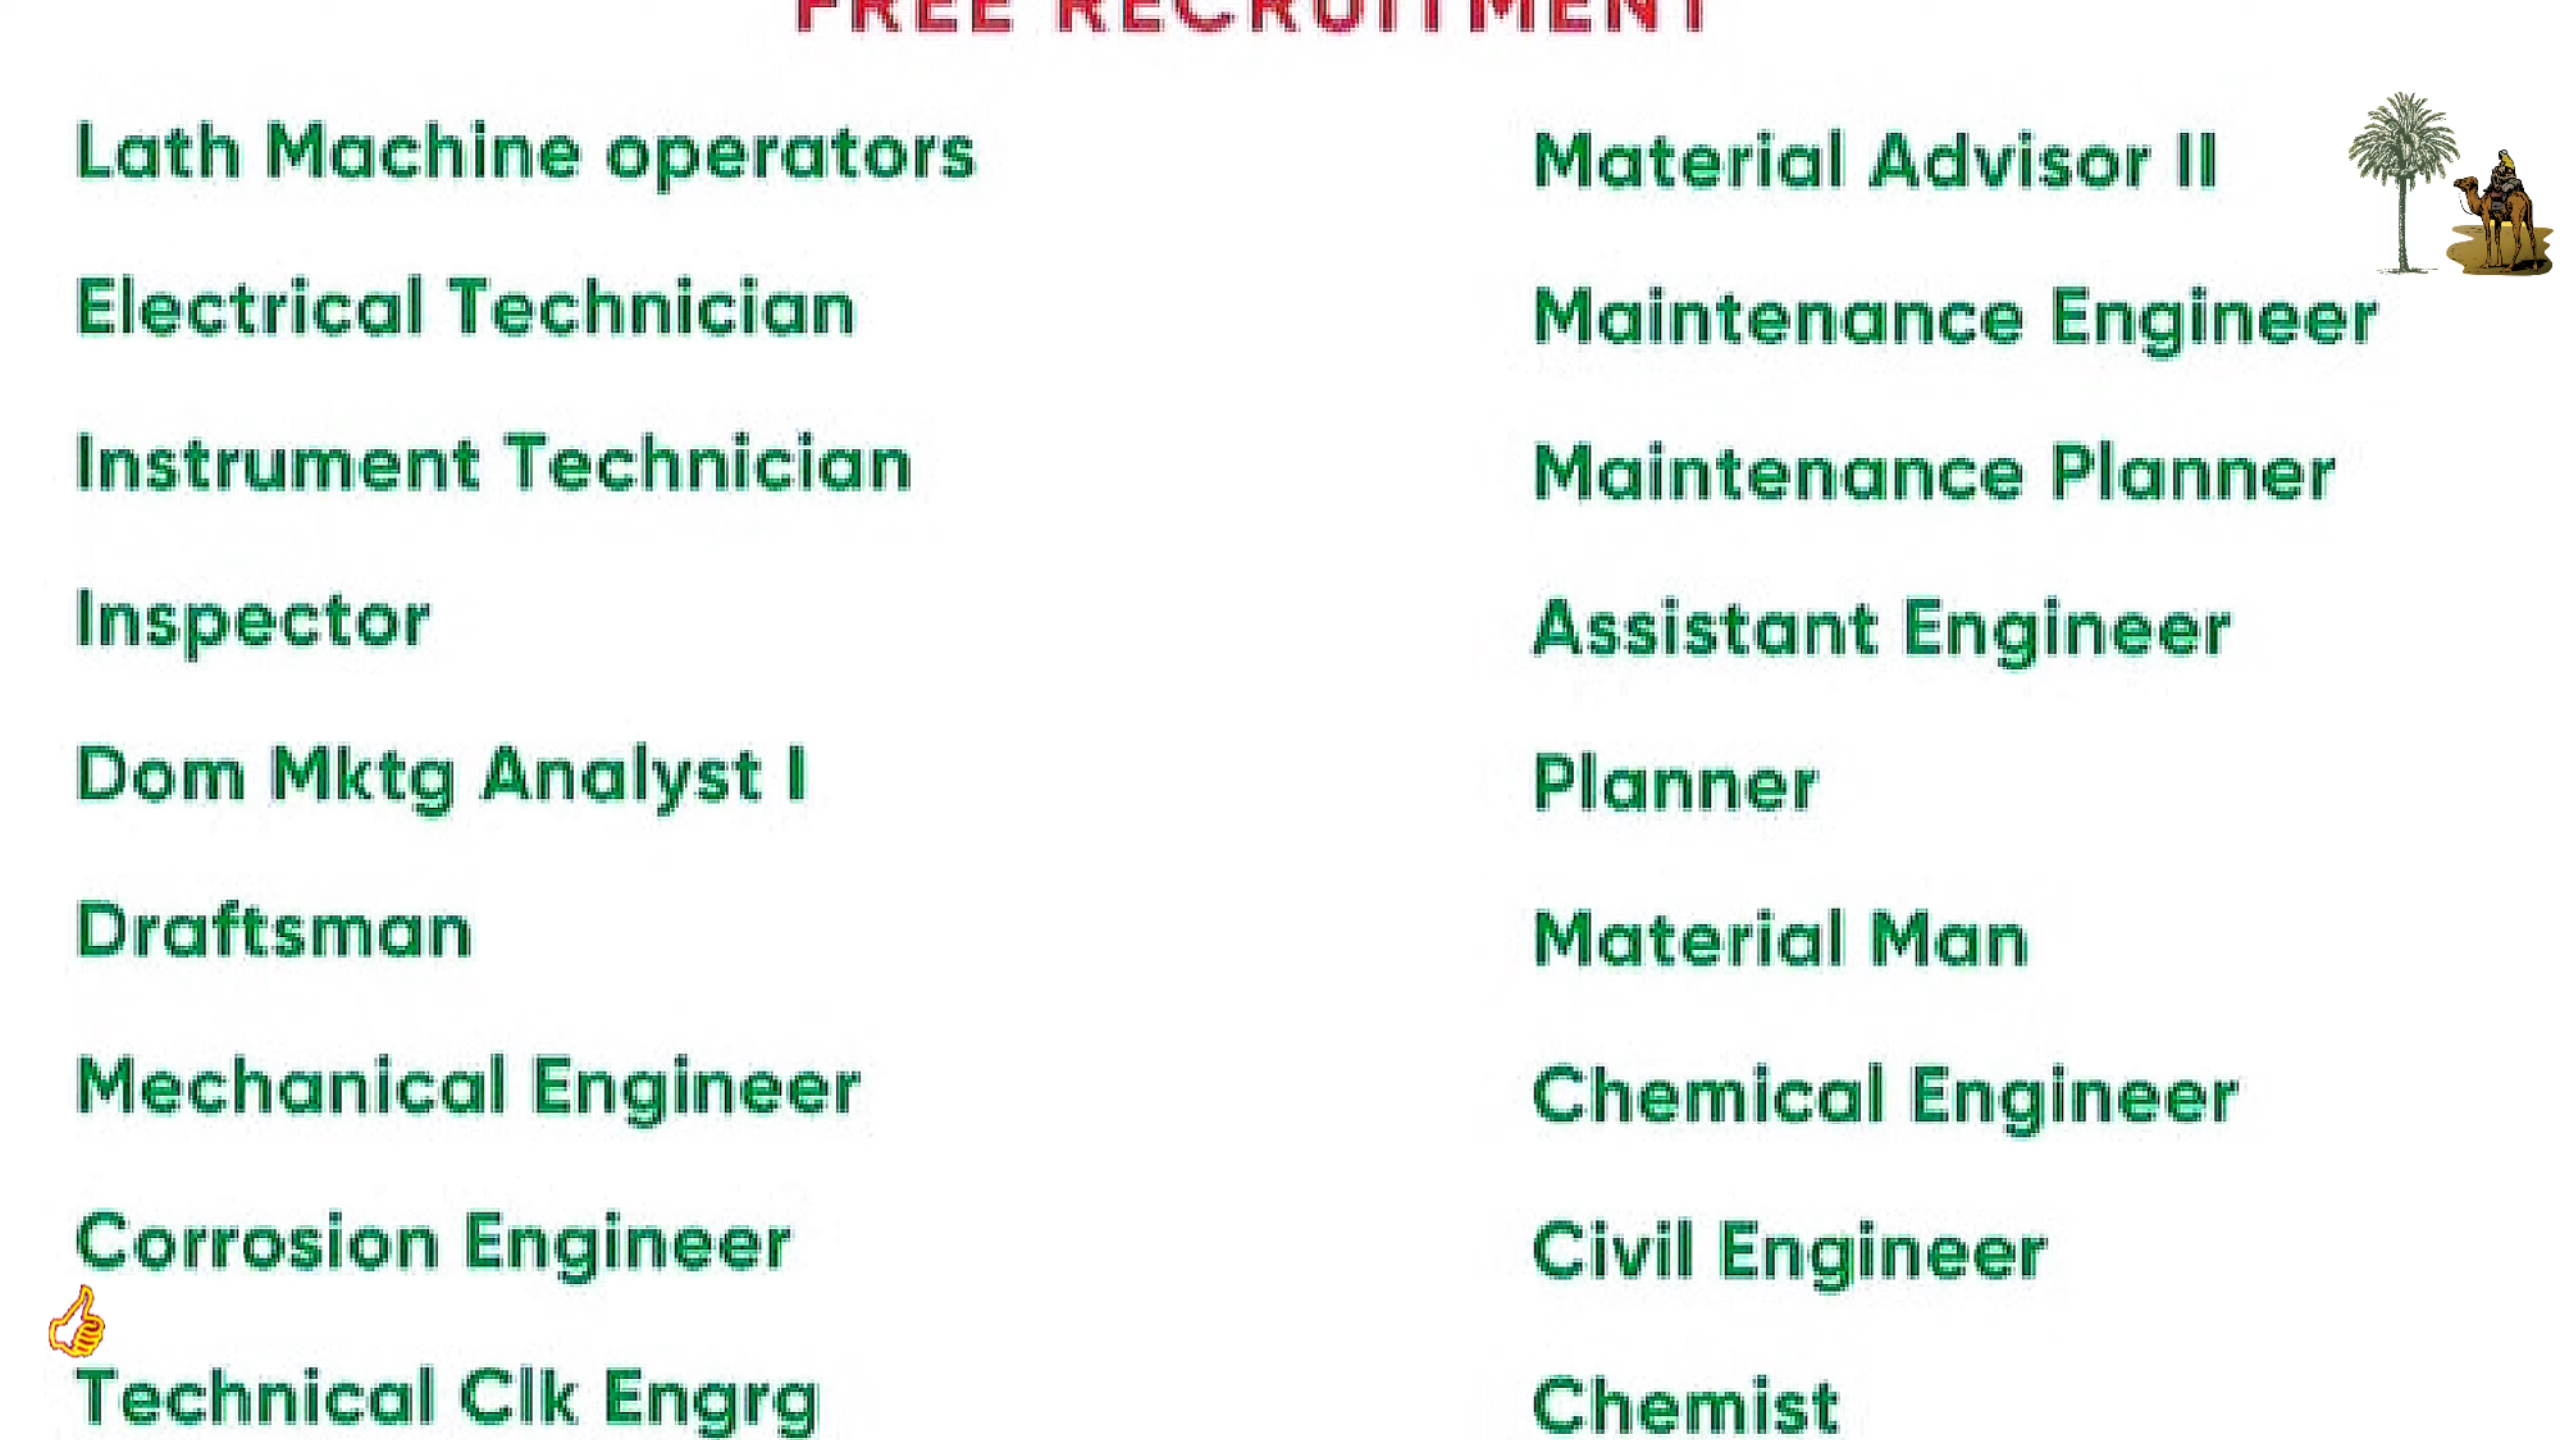 FREE RECRUITMENT
Lath Machine operators
Electrical Technician
Instrument Technician
Inspector
Dom Mktg Analyst I
Draftsman
Mechanical Engineer
Corrosion Engineer
Technical Clk Engrg
Material Advisor II
Maintenance Engineer
Maintenance Planner
Assistant Engineer
Planner
Material Man
Chemical Engineer
Civil Engineer
Chemist